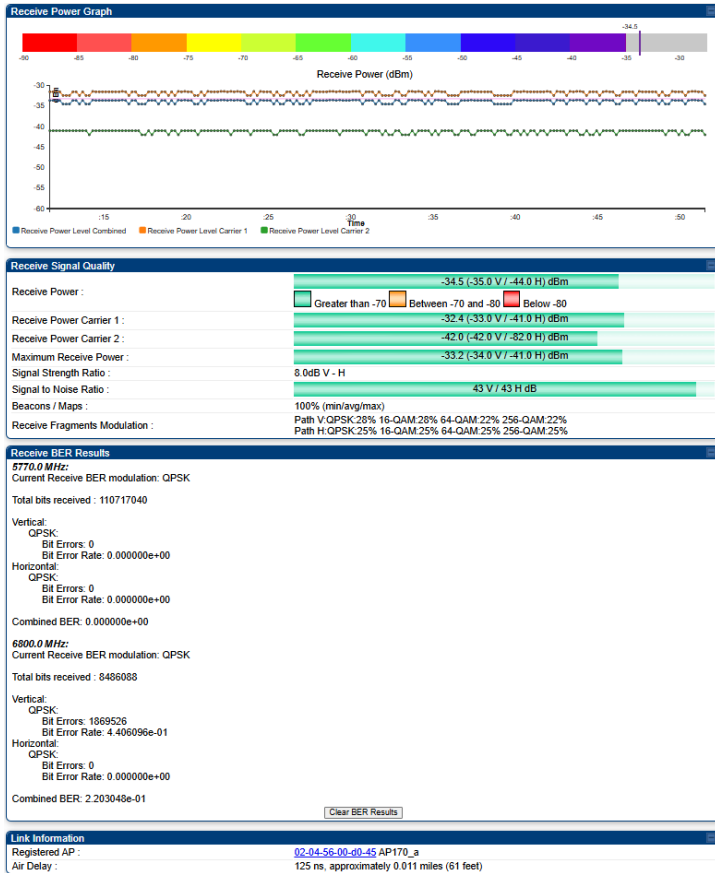 Receive Power Graph
-34.5
-90 -85 -80 -75 -70 -65 -60 -55 -50 -45 -40 -35 -30
Receive Power (dBm)
-30
dBm
-35
-40
-45
-50
-55
-60
:15 :20 :25 :30 :35 :40 :45 :50
Time
Receive Power Level Combined Receive Power Level Carrier 1 Receive Power Level Carrier 2
Receive Signal Quality
Receive Power : -34.5 (-35.0 V / -44.0 H) dBm
Greater than -70 Between -70 and -80 Below -80
Receive Power Carrier 1 : -32.4 (-33.0 V / -41.0 H) dBm
Receive Power Carrier 2 : -42.0 (-42.0 V / -82.0 H) dBm
Maximum Receive Power : -33.2 (-34.0 V / -41.0 H) dBm
Signal Strength Ratio : 8.0dB V - H
Signal to Noise Ratio : 43 V / 43 H dB
Beacons / Maps : 100% (min/avg/max)
Receive Fragments Modulation : Path V:QPSK:28% 16-QAM:28% 64-QAM:22% 256-QAM:22%
Path H:QPSK:25% 16-QAM:25% 64-QAM:25% 256-QAM:25%
Receive BER Results
5770.0 MHz:
Current Receive BER modulation: QPSK
Total bits received : 110717040
Vertical:
QPSK:
Bit Errors: 0
Bit Error Rate: 0.000000e+00
Horizontal:
QPSK:
Bit Errors: 0
Bit Error Rate: 0.000000e+00
Combined BER: 0.000000e+00
6800.0 MHz:
Current Receive BER modulation: QPSK
Total bits received : 8486088
Vertical:
QPSK:
Bit Errors: 1869526
Bit Error Rate: 4.406096e-01
Horizontal:
QPSK:
Bit Errors: 0
Bit Error Rate: 0.000000e+00
Combined BER: 2.203048e-01
Clear BER Results
Link Information
Registered AP : 02-04-56-00-d0-45 AP170_a
Air Delay : 125 ns, approximately 0.011 miles (61 feet)